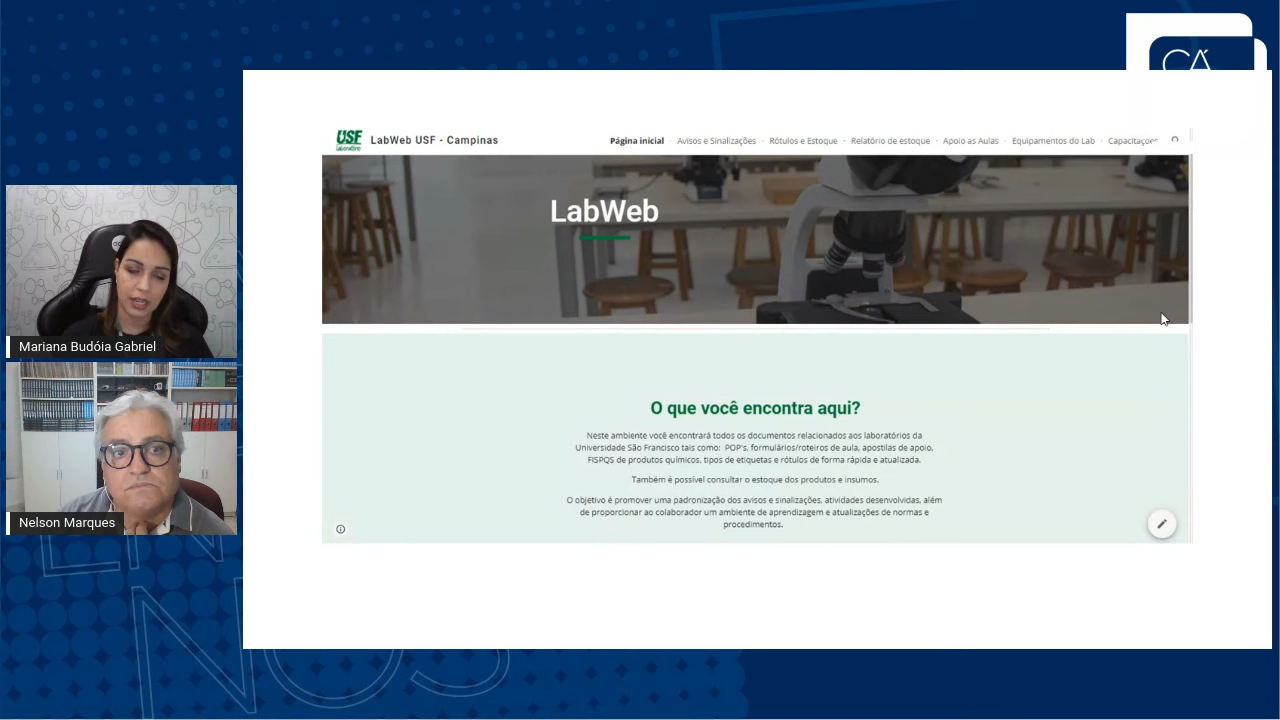 CÁ
USF
LabWeb USF - Campinas
Página inicial · Avisos e Sinalizações · Rótulos e Estoque · Relatório de estoque · Apoio as Aulas · Equipamentos do Lab · Capacitações
LabWeb
Mariana Budóia Gabriel
Nelson Marques
O que você encontra aqui?
Neste ambiente você encontrará todos os documentos relacionados aos laboratórios da
Universidade São Francisco tais como: POP's, formulários/roteiros de aula, apostilas de apoio,
FISPQS de produtos químicos, tipos de etiquetas e rótulos de forma rápida e atualizada.
Também é possível consultar o estoque dos produtos e insumos.
O objetivo é promover uma padronização dos avisos e sinalizações, atividades desenvolvidas, além
de proporcionar ao colaborador um ambiente de aprendizagem e atualizações de normas e
procedimentos.
NOS